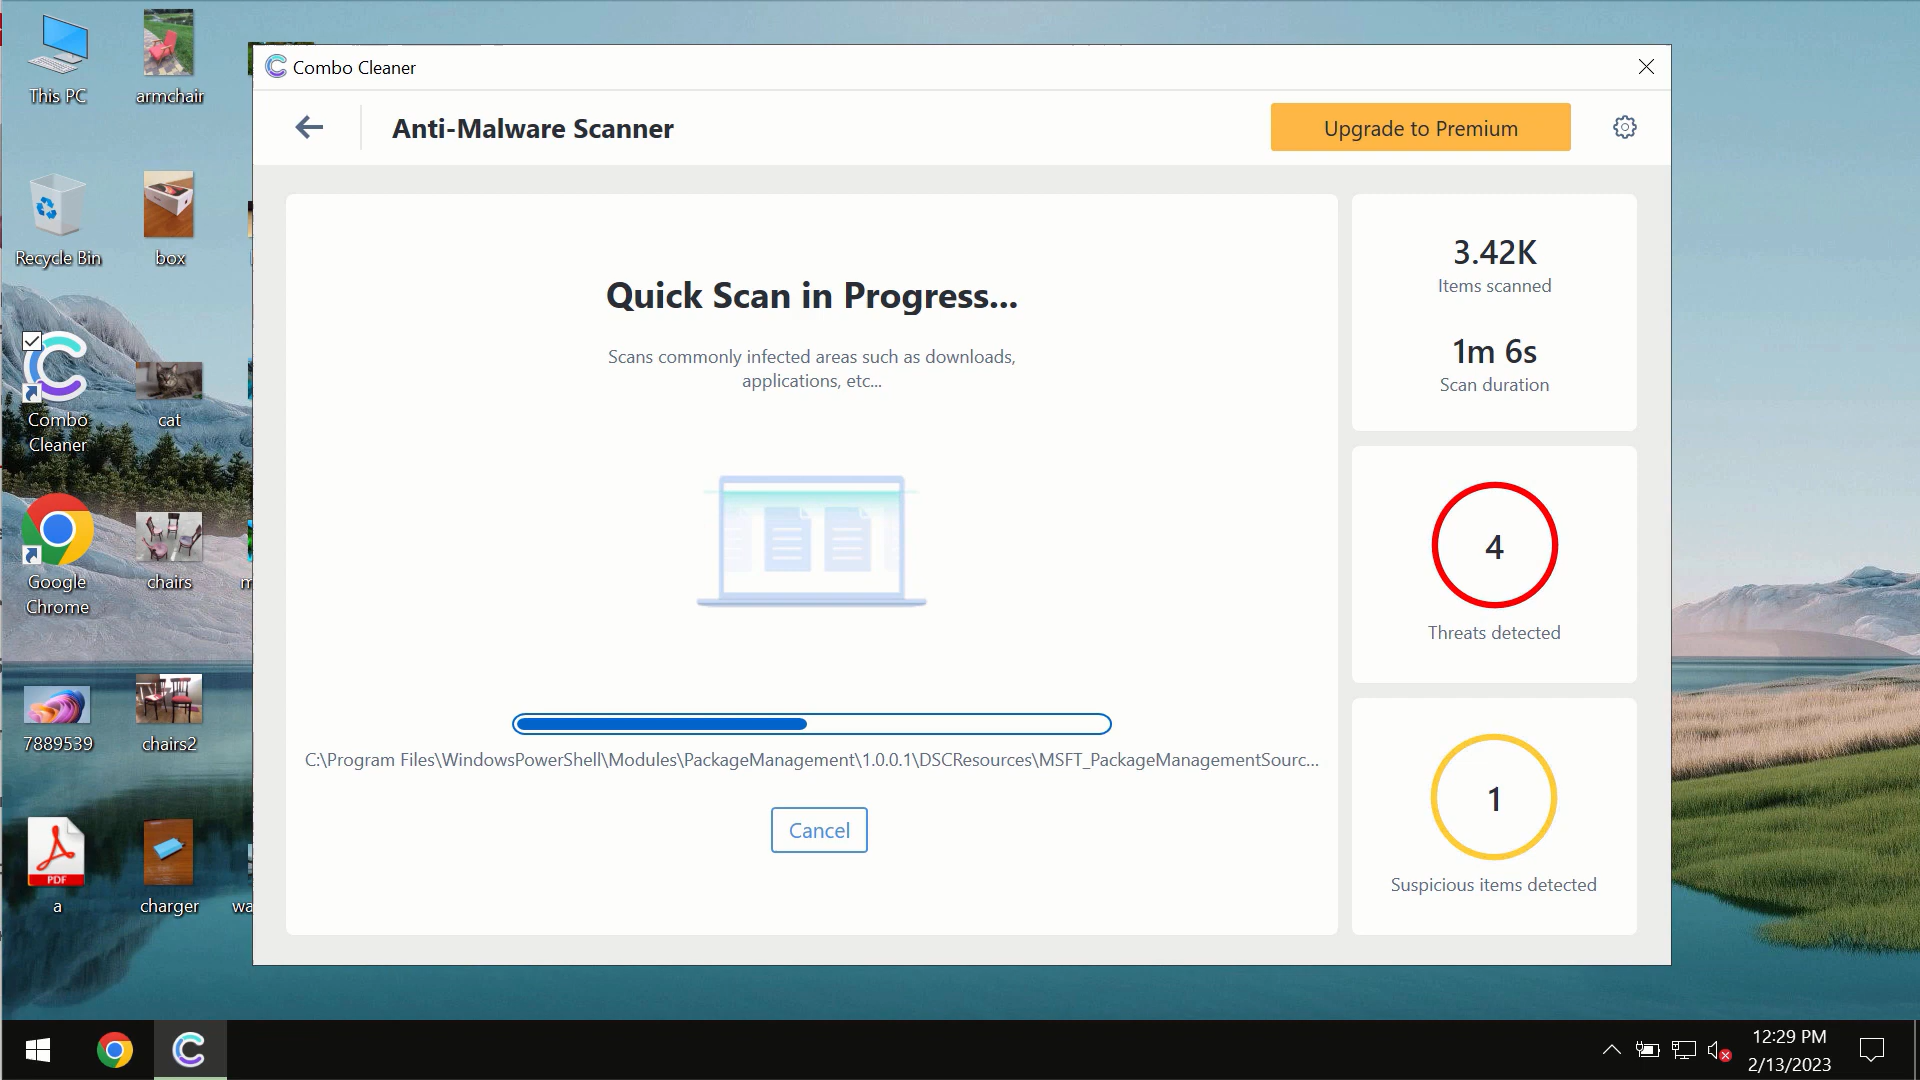 This PC
armchair
Recycle Bin
box
Combo
Cleaner
cat
Google
Chrome
chairs
7889539
chairs2
PDF
a
charger
wa
Combo Cleaner
Anti-Malware Scanner
Upgrade to Premium
Quick Scan in Progress...
Scans commonly infected areas such as downloads,
applications, etc...
C:\Program Files\WindowsPowerShell\Modules\PackageManagement\1.0.0.1\DSCResources\MSFT_PackageManagementSourc...
Cancel
3.42K
Items scanned
1m 6s
Scan duration
4
Threats detected
1
Suspicious items detected
12:29 PM
2/13/2023